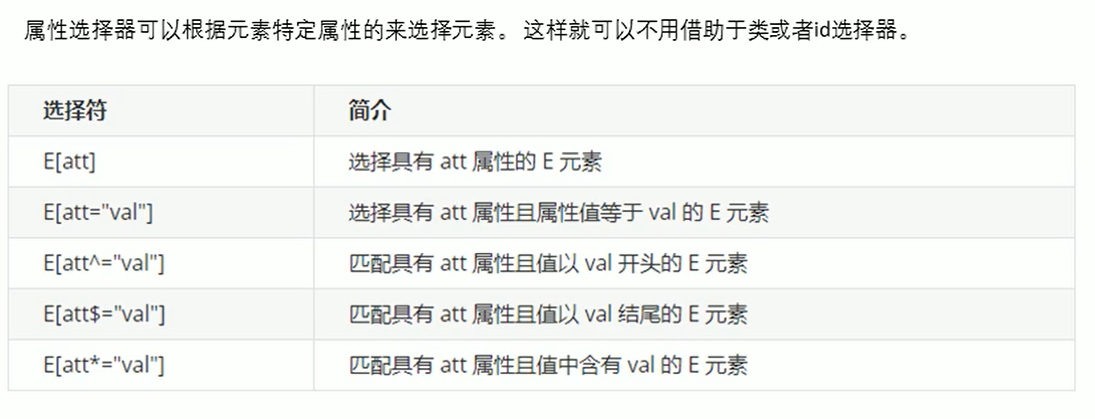 属性选择器可以根据元素特定属性的来选择元素。 这样就可以不用借助于类或者id选择器。
选择符 简介
E[att] 选择具有 att 属性的 E 元素
E[att="val"] 选择具有 att 属性且属性值等于 val 的 E 元素
E[att^="val"] 匹配具有 att 属性且值以 val 开头的 E 元素
E[att$="val"] 匹配具有 att 属性且值以 val 结尾的 E 元素
E[att*="val"] 匹配具有 att 属性且值中含有 val 的 E 元素